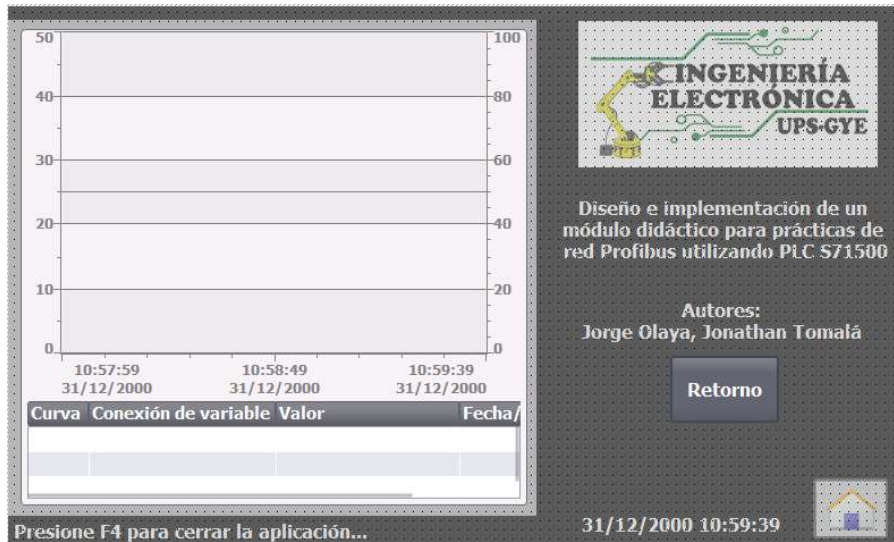 50
100
40
80
30
60
20
40
10
20
0
0
10:57:59
10:58:49
10:59:39
31/12/2000
31/12/2000
31/12/2000
Curva Conexión de variable Valor Fecha/
Presione F4 para cerrar la aplicación...
INGENIERÍA
ELECTRÓNICA
UPS-GYE
Diseño e implementación de un
módulo didáctico para prácticas de
red Profibus utilizando PLC S71500
Autores:
Jorge Olaya, Jonathan Tomalá
Retorno
31/12/2000 10:59:39